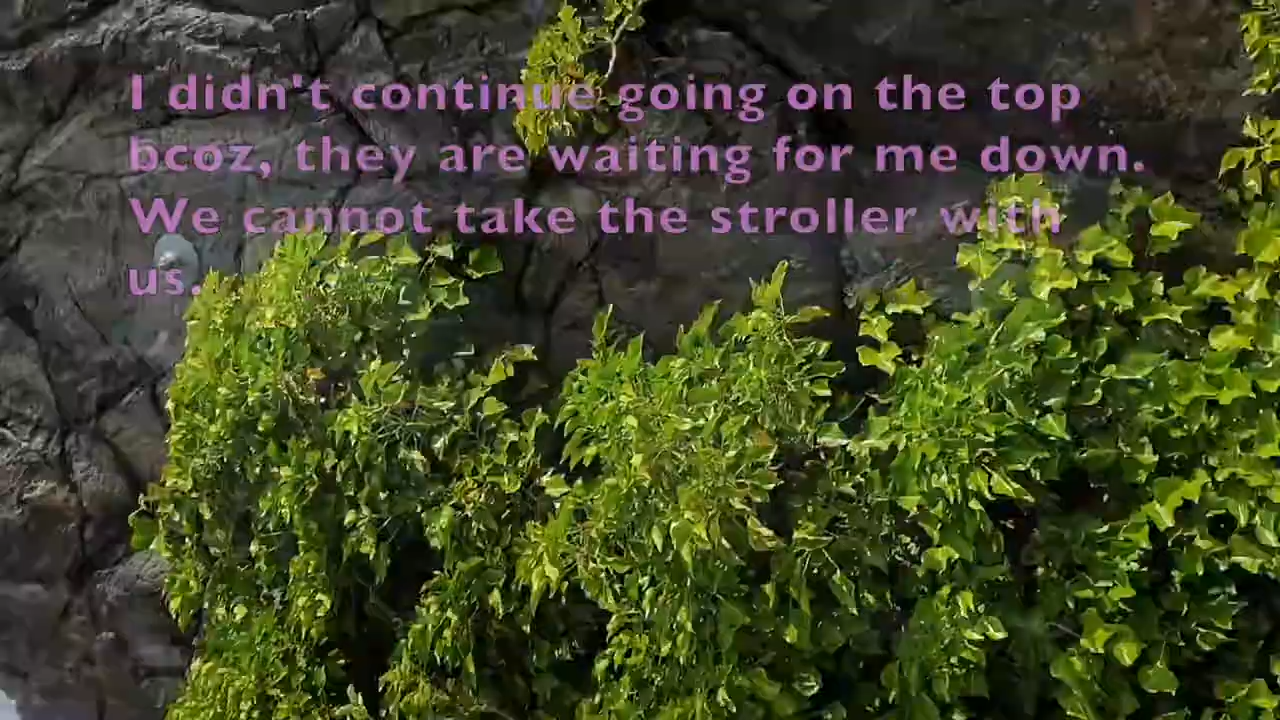 I didn't continue going on the top
bcoz, they are waiting for me down.
We cannot take the stroller with
us.